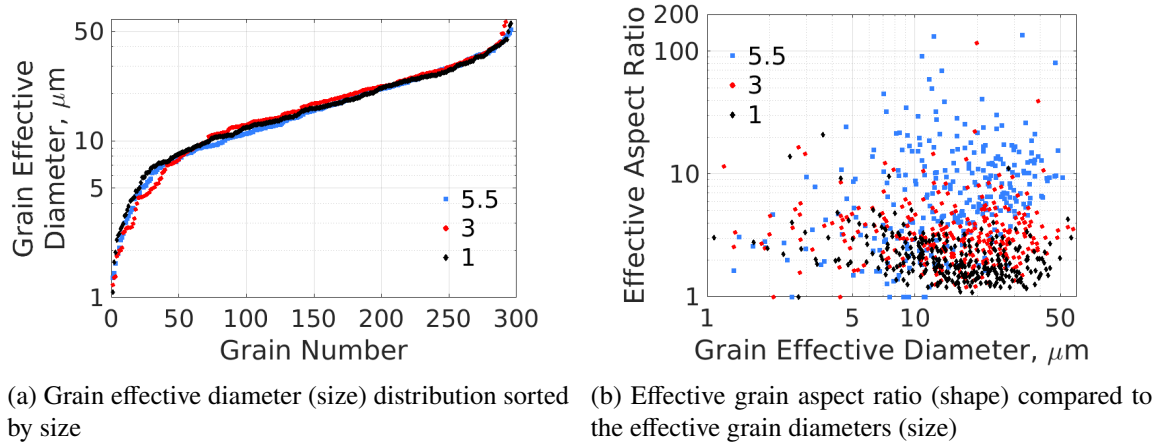 50
10
5
1
Grain Effective
Diameter, μm
5.5
3
1
0 50 100 150 200 250 300
Grain Number
200
100
10
1
Effective Aspect Ratio
5.5
3
1
1 5 10 50
Grain Effective Diameter, μm
(a) Grain effective diameter (size) distribution sorted
by size
(b) Effective grain aspect ratio (shape) compared to
the effective grain diameters (size)